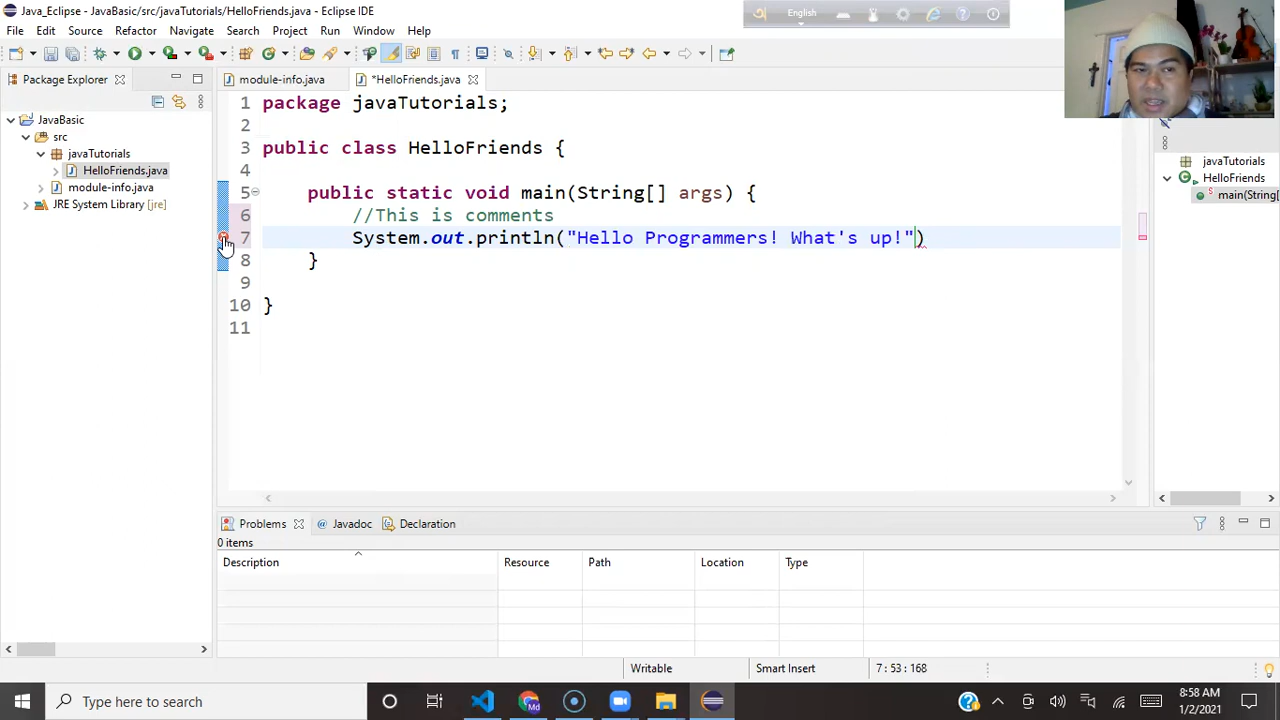 Java_Eclipse - JavaBasic/src/javaTutorials/HelloFriends.java - Eclipse IDE
English
File Edit Source Refactor Navigate Search Project Run Window Help
Package Explorer
module-info.java
*HelloFriends.java
JavaBasic
src
javaTutorials
HelloFriends.java
module-info.java
JRE System Library [jre]
1 package javaTutorials;
2
3 public class HelloFriends {
4
5 public static void main(String[] args) {
6 //This is comments
7 System.out.println("Hello Programmers! What's up!")
8 }
9
10 }
11
javaTutorials
HelloFriends
main(String[
Problems
@ Javadoc
Declaration
0 items
Description Resource Path Location Type
Writable Smart Insert 7 : 53 : 168
Type here to search
Md
8:58 AM
1/2/2021